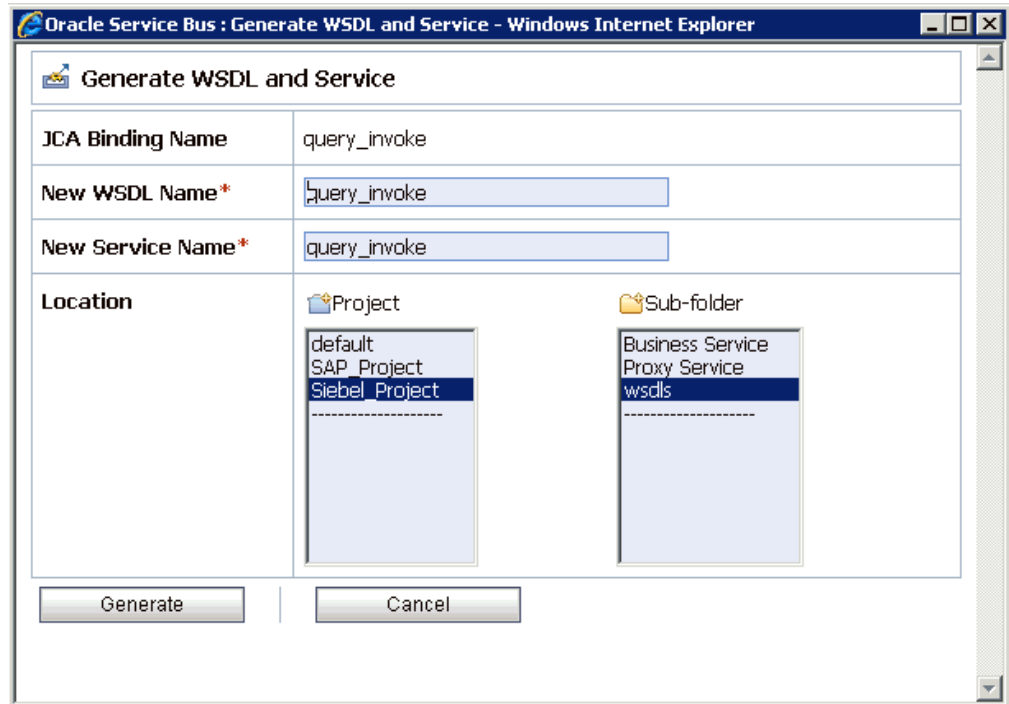 Oracle Service Bus : Generate WSDL and Service - Windows Internet Explorer
Generate WSDL and Service
JCA Binding Name query_invoke
New WSDL Name* query_invoke
New Service Name* query_invoke
Location Project Sub-folder
default Business Service
SAP_Project Proxy Service
Siebel_Project wsdls
-------------------- --------------------
Generate Cancel